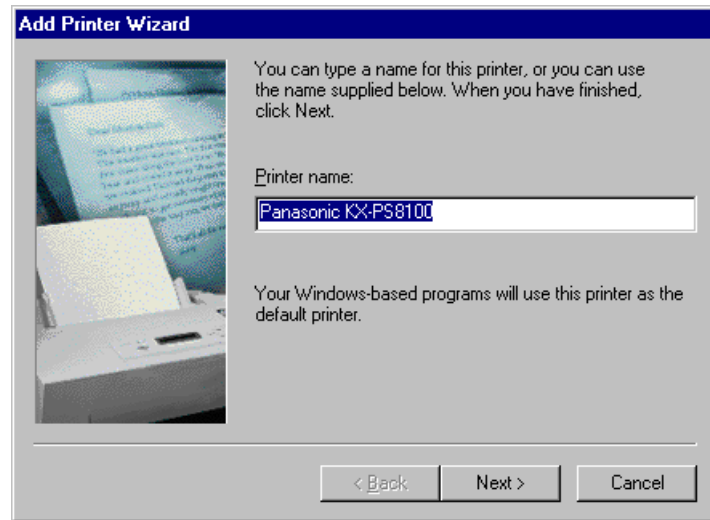 Add Printer Wizard
You can type a name for this printer, or you can use
the name supplied below. When you have finished,
click Next.
Printer name:
Panasonic KX-PS8100
Your Windows-based programs will use this printer as the
default printer.
< Back
Next >
Cancel